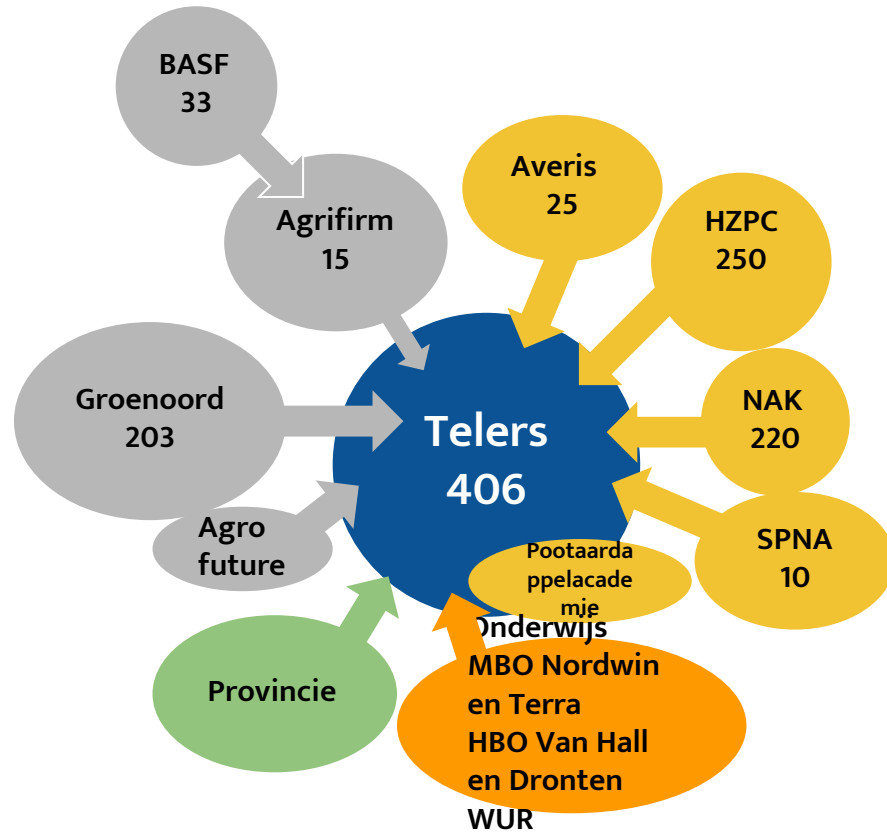 BASF
33
Agrifirm
15
Averis
25
HZPC
250
Groenoord
203
Telers
406
NAK
220
Agro
future
Pootaarda
ppelacade
mie
SPNA
10
Provincie
Onderwijs
MBO Nordwin
en Terra
HBO Van Hall
en Dronten
WUR